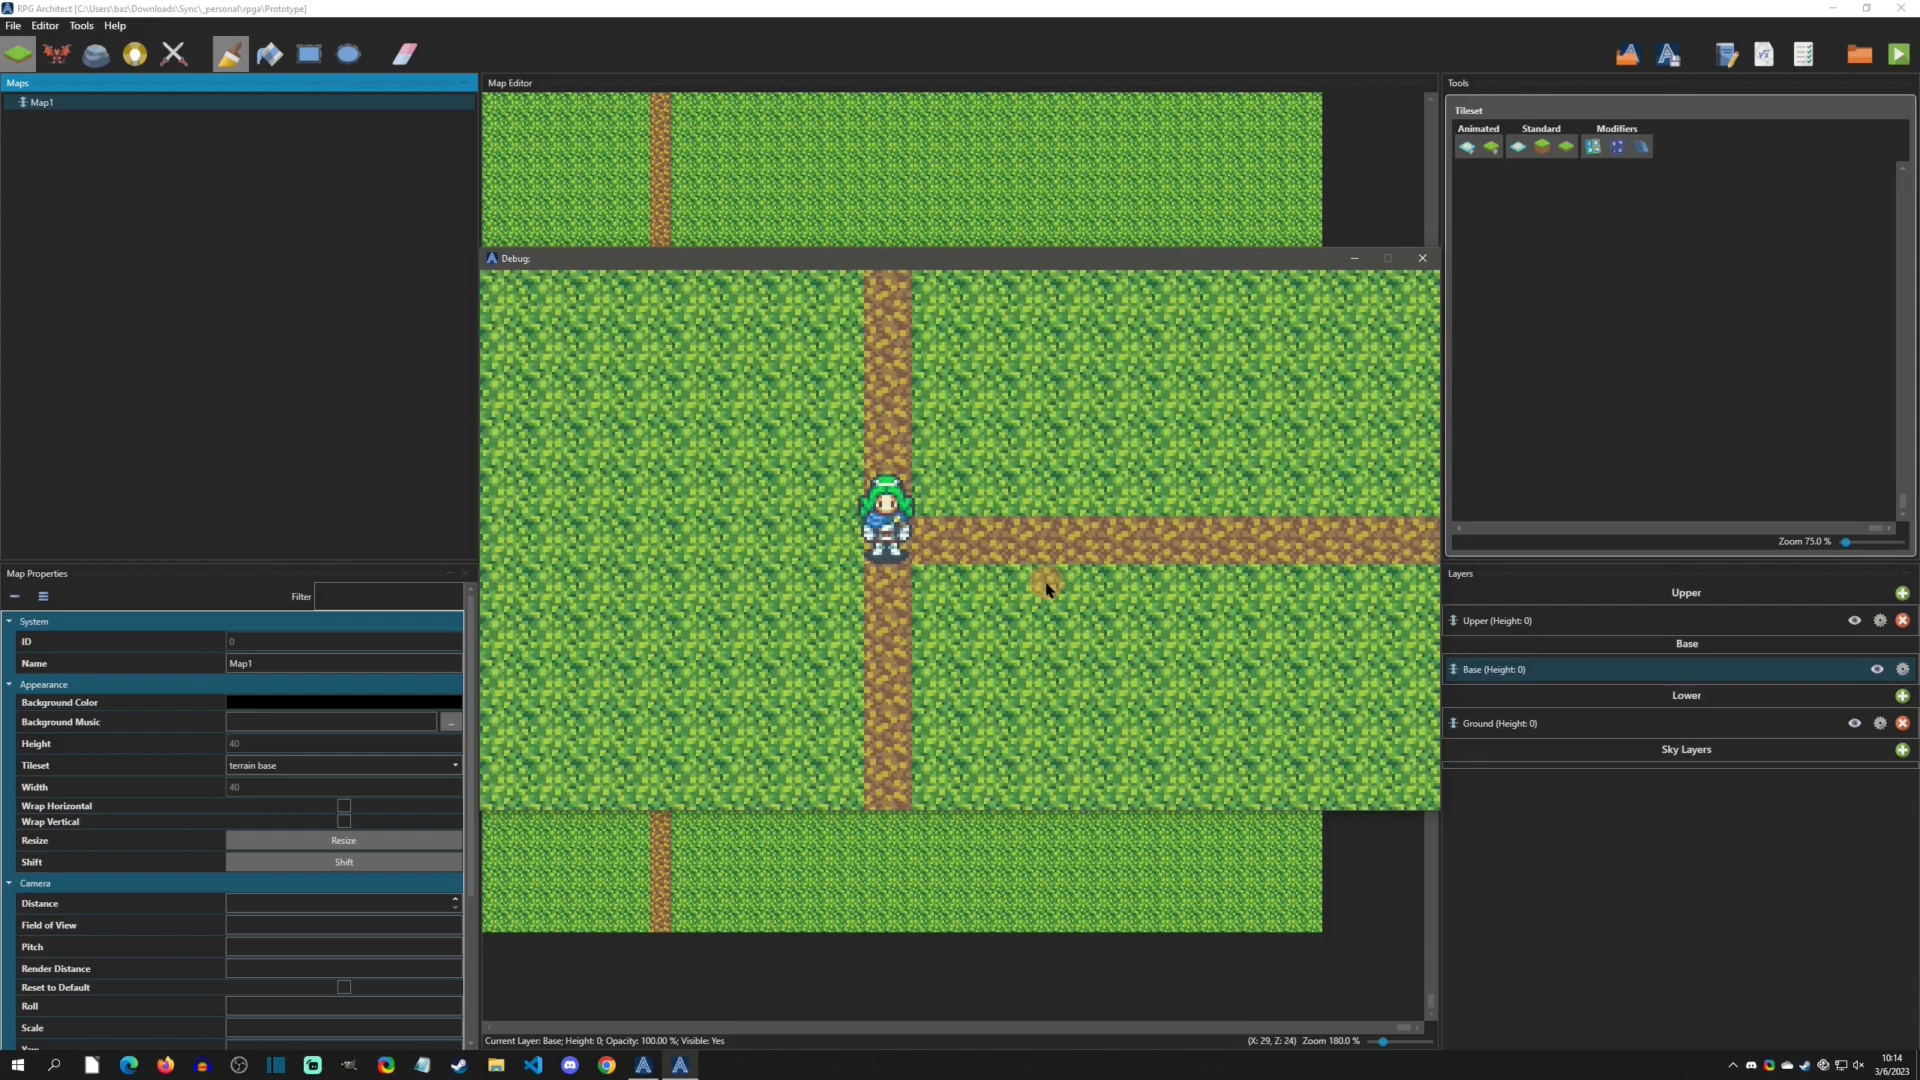 RPG Architect [C:\Users\baz\Downloads\Sync\_personal\rpga\Prototype]
File Editor Tools Help
Maps
Map1
Map Editor
Debug:
Tools
Tileset
Animated Standard Modifiers
Zoom 75.0 %
Map Properties
Filter
System
ID 0
Name Map1
Appearance
Background Color
Background Music ...
Height 40
Tileset terrain base
Width 40
Wrap Horizontal
Wrap Vertical
Resize Resize
Shift Shift
Camera
Distance
Field of View
Pitch
Render Distance
Reset to Default
Roll
Scale
Layers
Upper
Upper (Height: 0)
Base
Base (Height: 0)
Lower
Ground (Height: 0)
Sky Layers
Current Layer: Base; Height: 0; Opacity: 100.00 %; Visible: Yes
(X: 29, Z: 24) Zoom 180.0 %
10:14
3/6/2023